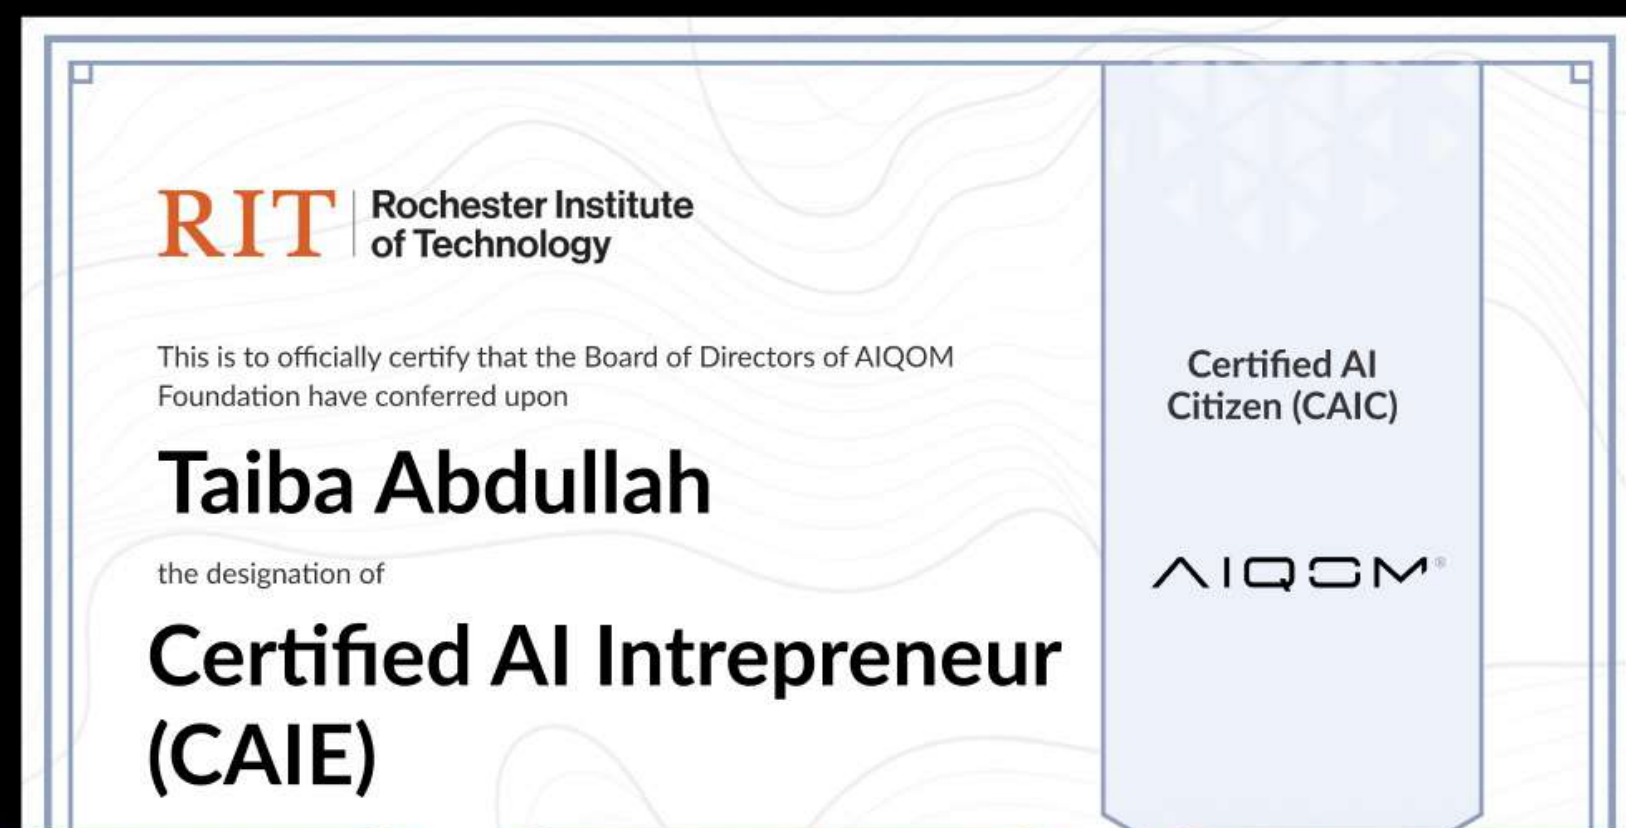 RIT
Rochester Institute
of Technology
This is to officially certify that the Board of Directors of AIQOM
Foundation have conferred upon
Taiba Abdullah
the designation of
Certified AI Intrepreneur
(CAIE)
Certified AI
Citizen (CAIC)
AIQOM®